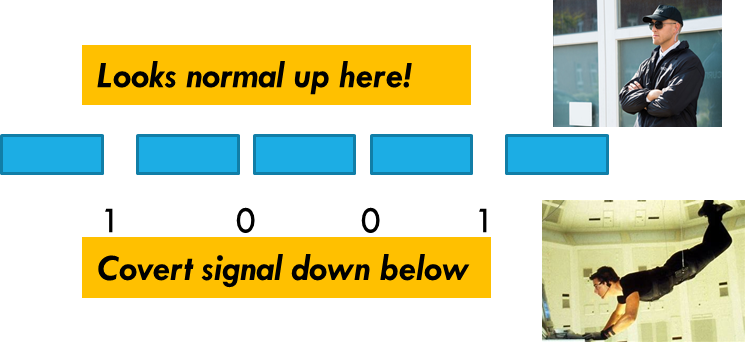 Looks normal up here!
1 0 0 1
Covert signal down below